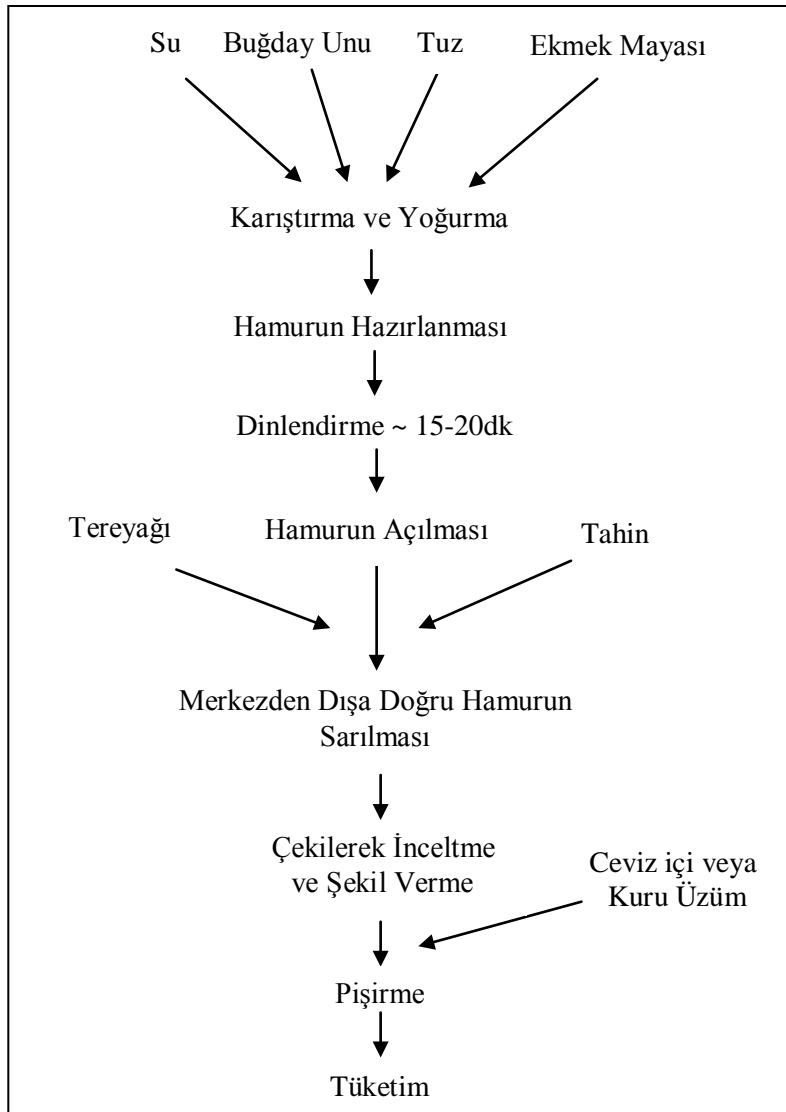 Su Buğday Unu Tuz Ekmek Mayası
Karıştırma ve Yoğurma
Hamurun Hazırlanması
Dinlendirme ~ 15-20dk
Tereyağı Hamurun Açılması Tahin
Merkezden Dışa Doğru Hamurun
Sarılması
Çekilerek İnceltme
ve Şekil Verme
Ceviz içi veya
Kuru Üzüm
Pişirme
Tüketim